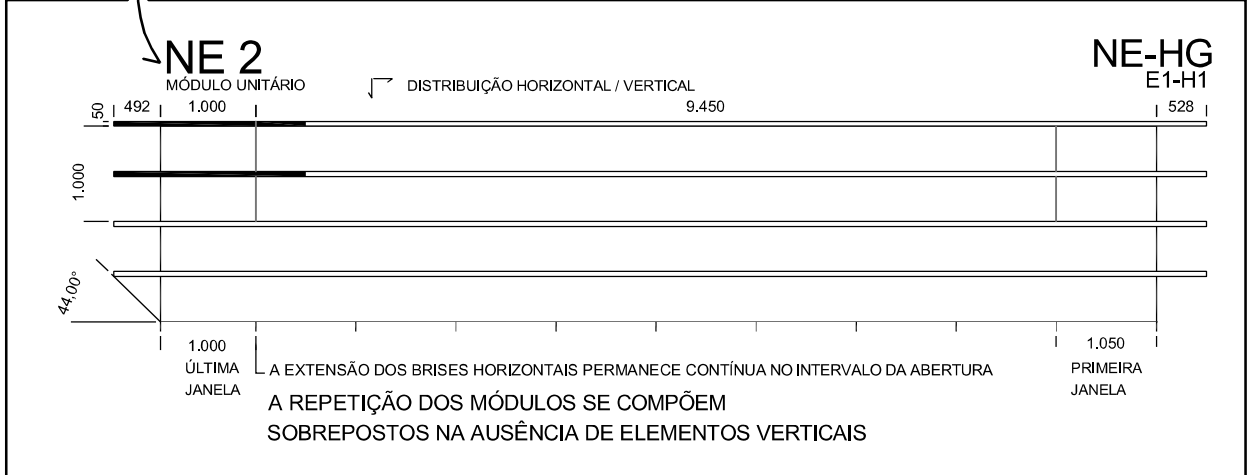 NE 2
NE-HG
E1-H1
MÓDULO UNITÁRIO
DISTRIBUIÇÃO HORIZONTAL / VERTICAL
50
492
1.000
9.450
528
1.000
44,00°
1.000
1.050
ÚLTIMA
JANELA
A EXTENSÃO DOS BRISES HORIZONTAIS PERMANECE CONTÍNUA NO INTERVALO DA ABERTURA
PRIMEIRA
JANELA
A REPETIÇÃO DOS MÓDULOS SE COMPÕEM
SOBREPOSTOS NA AUSÊNCIA DE ELEMENTOS VERTICAIS